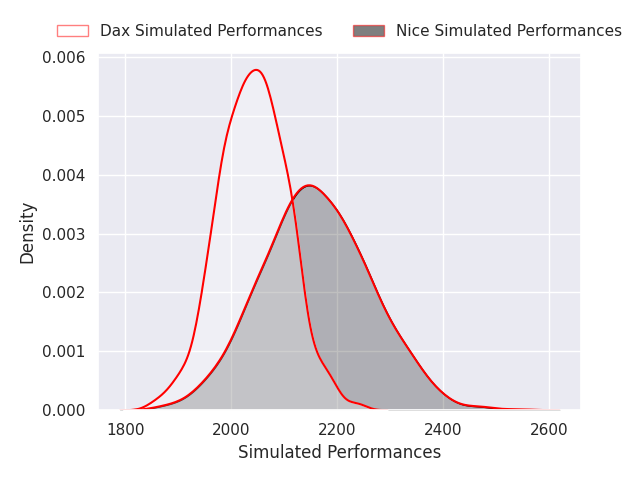 Dax Simulated Performances Nice Simulated Performances
0.006
0.005
0.004
0.003
0.002
0.001
0.000
Density
1800 2000 2200 2400 2600
Simulated Performances